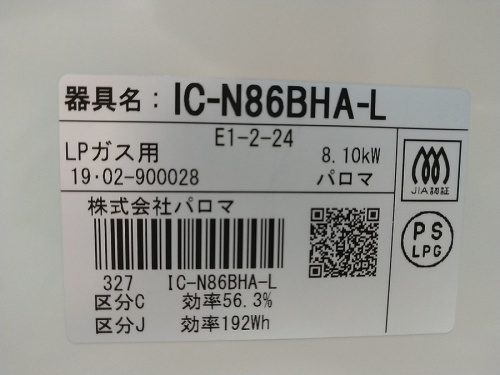 器具名：IC-N86BHA-L
E1-2-24
LPガス用 8.10kW
19・02-900028 パロマ
JIA認証
株式会社パロマ
PS
LPG
327 IC-N86BHA-L
区分C 効率56.3%
区分J 効率192Wh